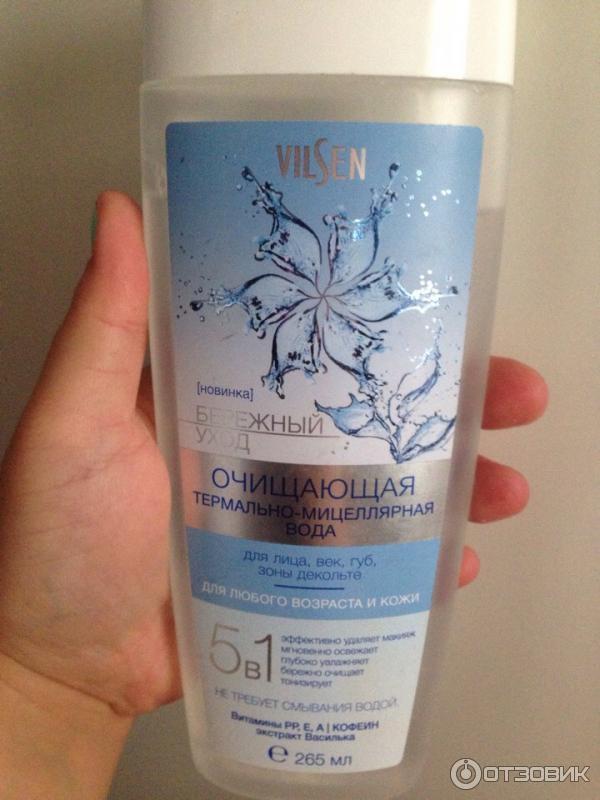 VILSEN
[новинка]
БЕРЕЖНЫЙ
УХОД
ОЧИЩАЮЩАЯ
ТЕРМАЛЬНО-МИЦЕЛЛЯРНАЯ
ВОДА
для лица, век, губ,
зоны декольте
ДЛЯ ЛЮБОГО ВОЗРАСТА И КОЖИ
5в1
эффективно удаляет макияж
мгновенно освежает
глубоко увлажняет
бережно очищает
тонизирует
НЕ ТРЕБУЕТ СМЫВАНИЯ ВОДОЙ
Витамины PP, E, A | КОФЕИН
экстракт Василька
℮ 265 мл
ОТЗОВИК